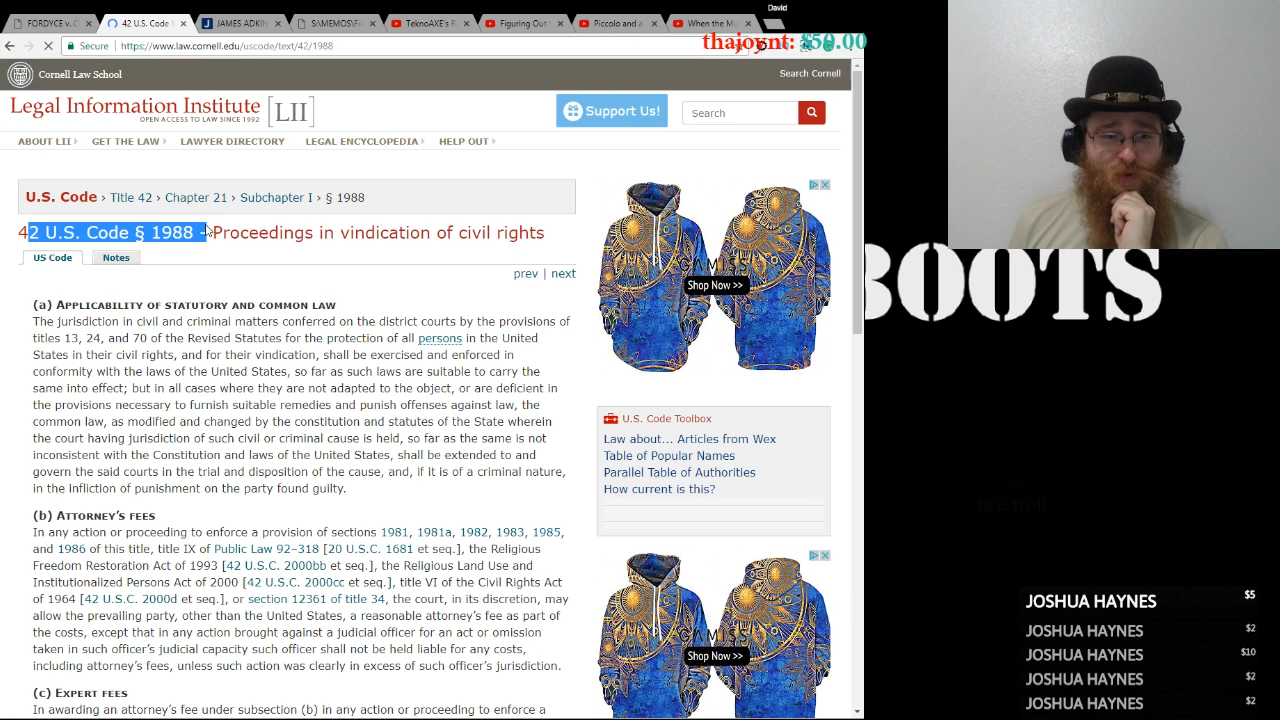 David
FORDYCE v. C
42 U.S. Code
JAMES ADKIN
S:\MEMOS\FIL
TeknoAXE's R
Figuring Out
Piccolo and a
When the Mu
Secure https://www.law.cornell.edu/uscode/text/42/1988
thajoynt: $50.00
Cornell Law School
Search Cornell
Legal Information Institute [LII]
OPEN ACCESS TO LAW SINCE 1992
Support Us!
Search
ABOUT LII GET THE LAW LAWYER DIRECTORY LEGAL ENCYCLOPEDIA HELP OUT
U.S. Code › Title 42 › Chapter 21 › Subchapter I › § 1988
42 U.S. Code § 1988 - Proceedings in vindication of civil rights
US Code Notes
prev | next
(a) Applicability of statutory and common law
The jurisdiction in civil and criminal matters conferred on the district courts by the provisions of
titles 13, 24, and 70 of the Revised Statutes for the protection of all persons in the United
States in their civil rights, and for their vindication, shall be exercised and enforced in
conformity with the laws of the United States, so far as such laws are suitable to carry the
same into effect; but in all cases where they are not adapted to the object, or are deficient in
the provisions necessary to furnish suitable remedies and punish offenses against law, the
common law, as modified and changed by the constitution and statutes of the State wherein
the court having jurisdiction of such civil or criminal cause is held, so far as the same is not
inconsistent with the Constitution and laws of the United States, shall be extended to and
govern the said courts in the trial and disposition of the cause, and, if it is of a criminal nature,
in the infliction of punishment on the party found guilty.
(b) Attorney's fees
In any action or proceeding to enforce a provision of sections 1981, 1981a, 1982, 1983, 1985,
and 1986 of this title, title IX of Public Law 92–318 [20 U.S.C. 1681 et seq.], the Religious
Freedom Restoration Act of 1993 [42 U.S.C. 2000bb et seq.], the Religious Land Use and
Institutionalized Persons Act of 2000 [42 U.S.C. 2000cc et seq.], title VI of the Civil Rights Act
of 1964 [42 U.S.C. 2000d et seq.], or section 12361 of title 34, the court, in its discretion, may
allow the prevailing party, other than the United States, a reasonable attorney's fee as part of
the costs, except that in any action brought against a judicial officer for an act or omission
taken in such officer's judicial capacity such officer shall not be held liable for any costs,
including attorney's fees, unless such action was clearly in excess of such officer's jurisdiction.
(c) Expert fees
In awarding an attorney's fee under subsection (b) in any action or proceeding to enforce a
Shop Now >>
U.S. Code Toolbox
Law about... Articles from Wex
Table of Popular Names
Parallel Table of Authorities
How current is this?
Shop Now >>
BOOTS
fk u troll
JOSHUA HAYNES $5
JOSHUA HAYNES $2
JOSHUA HAYNES $10
JOSHUA HAYNES $2
JOSHUA HAYNES $2